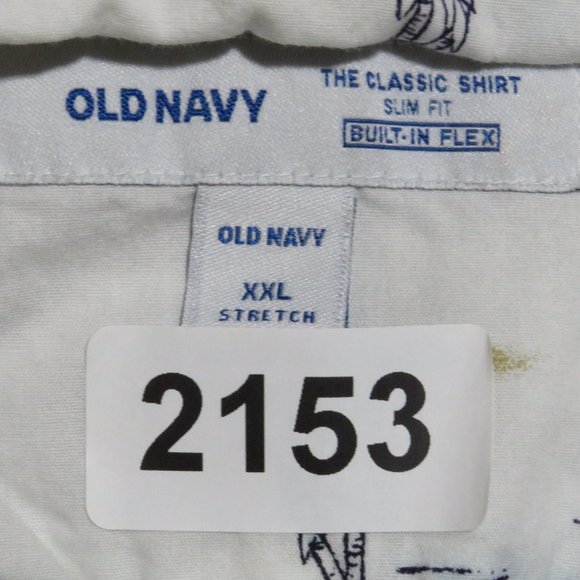 OLD NAVY
THE CLASSIC SHIRT
SLIM FIT
BUILT-IN FLEX
OLD NAVY
XXL
STRETCH
2153